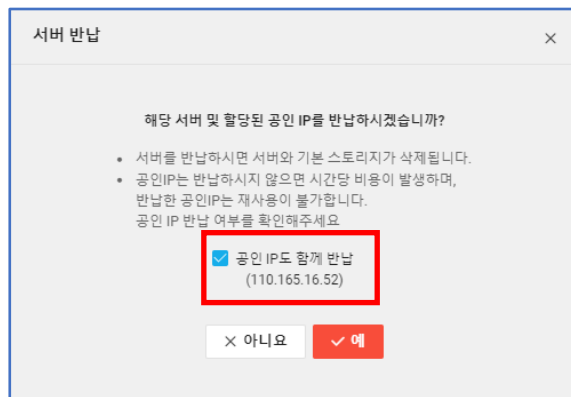 서버 반납
해당 서버 및 할당된 공인 IP를 반납하시겠습니까?
• 서버를 반납하시면 서버와 기본 스토리지가 삭제됩니다.
• 공인IP는 반납하시지 않으면 시간당 비용이 발생하며,
반납한 공인IP는 재사용이 불가합니다.
공인 IP 반납 여부를 확인해주세요
공인 IP도 함께 반납
(110.165.16.52)
아니요
예